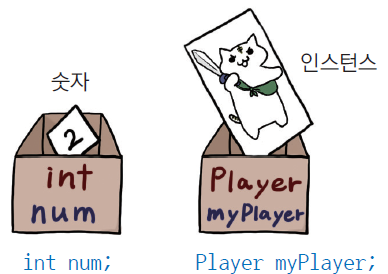 숫자
2
int
num
int num;
인스턴스
Player
myPlayer
Player myPlayer;